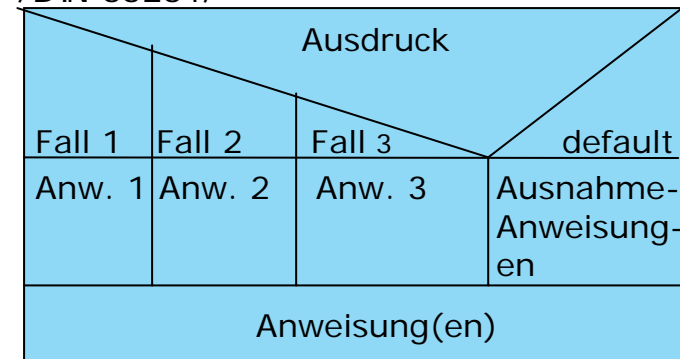 Ausdruck
Fall 1 Fall 2 Fall 3 default
Anw. 1 Anw. 2 Anw. 3 Ausnahme-
Anweisung-
en
Anweisung(en)